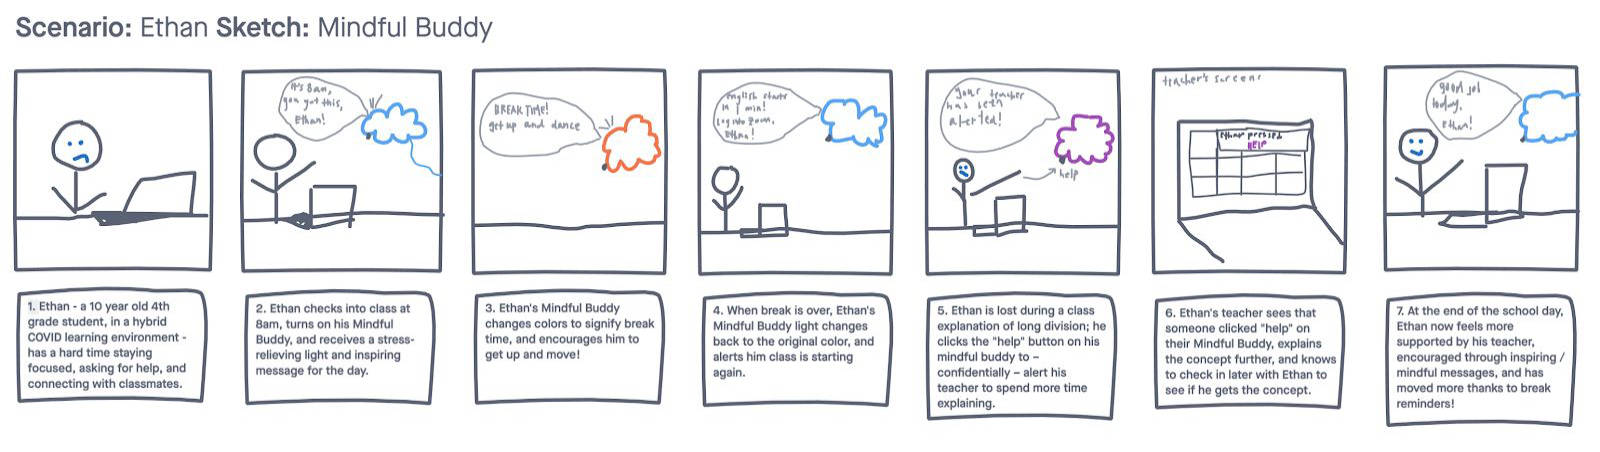 Scenario: Ethan Sketch: Mindful Buddy
1. Ethan - a 10 year old 4th
grade student, in a hybrid
COVID learning environment -
has a hard time staying
focused, asking for help, and
connecting with classmates.
It's 8am,
you got this,
Ethan!
2. Ethan checks into class at
8am, turns on his Mindful
Buddy, and receives a stress-
relieving light and inspiring
message for the day.
BREAK TIME!
get up and dance
3. Ethan's Mindful Buddy
changes colors to signify break
time, and encourages him to
get up and move!
English starts
in 1 min!
Log into zoom,
Ethan!
4. When break is over, Ethan's
Mindful Buddy light changes
back to the original color, and
alerts him class is starting
again.
your teacher
has been
alerted!
help
5. Ethan is lost during a class
explanation of long division; he
clicks the "help" button on his
mindful buddy to –
confidentially – alert his
teacher to spend more time
explaining.
teacher's screen:
Ethan pressed
HELP
6. Ethan's teacher sees that
someone clicked "help" on
their Mindful Buddy, explains
the concept further, and knows
to check in later with Ethan to
see if he gets the concept.
good job
today,
Ethan!
7. At the end of the school day,
Ethan now feels more
supported by his teacher,
encouraged through inspiring /
mindful messages, and has
moved more thanks to break
reminders!